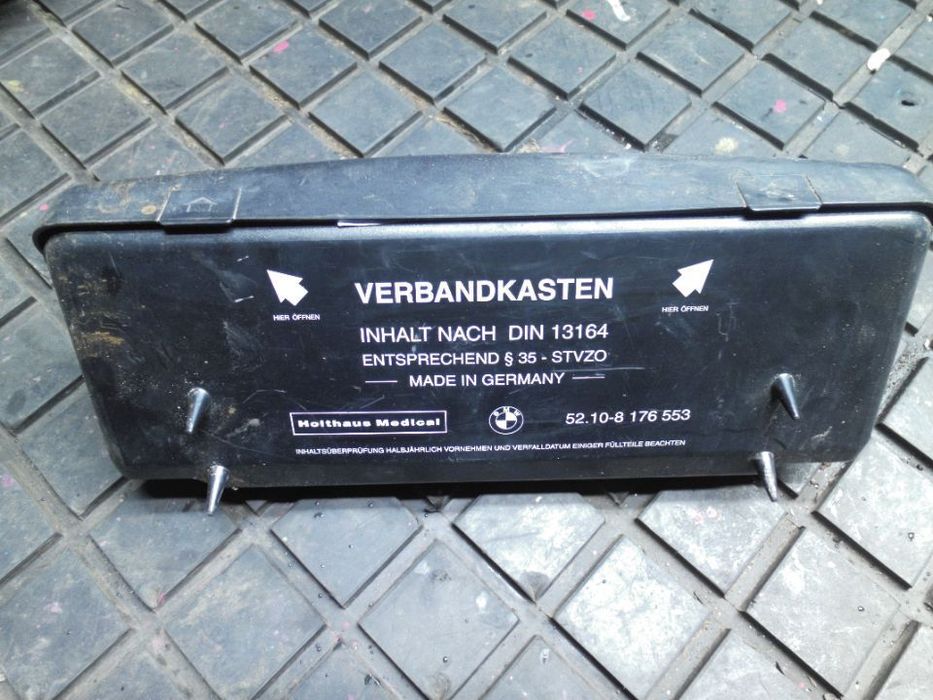 VERBANDKASTEN
HIER ÖFFNEN
HIER ÖFFNEN
INHALT NACH DIN 13164
ENTSPRECHEND § 35 - STVZO
MADE IN GERMANY
Holthaus Medical
BMW
52.10-8 176 553
INHALTSÜBERPRÜFUNG HALBJÄHRLICH VORNEHMEN UND VERFALLDATUM EINIGER FÜLLTEILE BEACHTEN